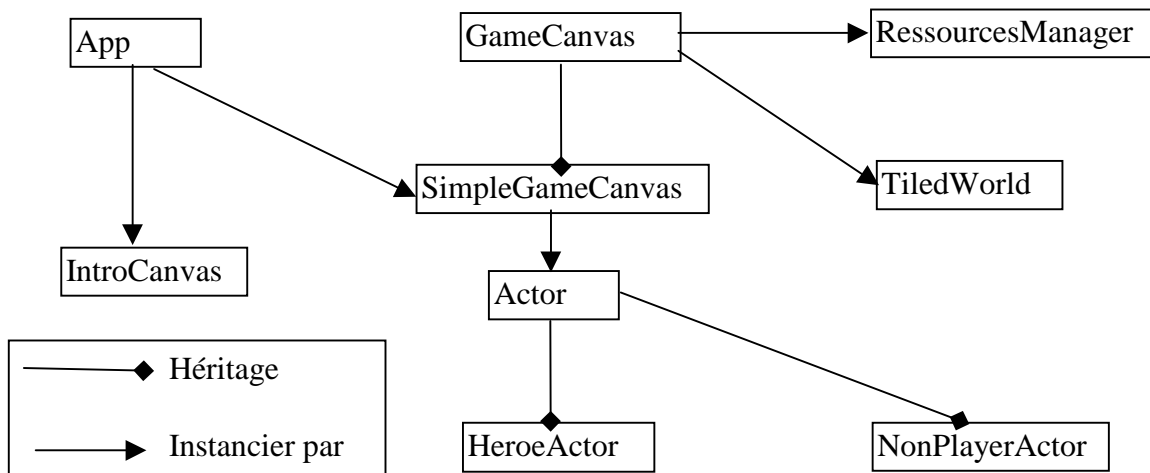 App
GameCanvas
RessourcesManager
SimpleGameCanvas
TiledWorld
IntroCanvas
Actor
Héritage
Instancier par
HeroeActor
NonPlayerActor